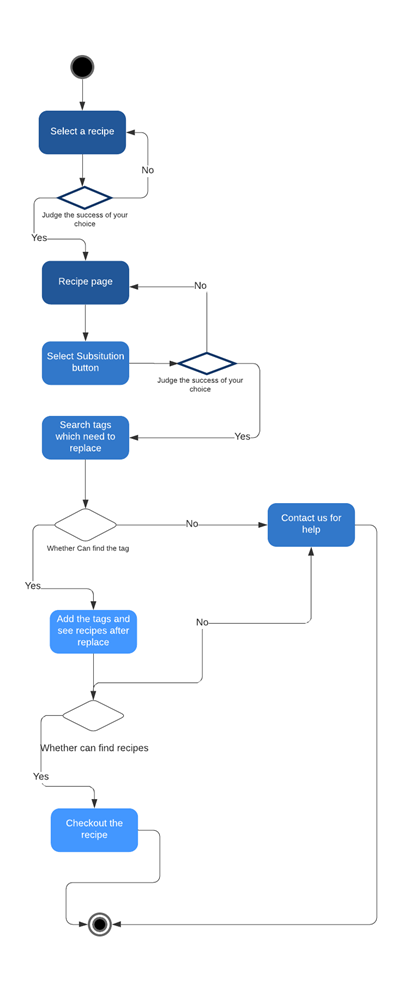 Select a recipe
No
Judge the success of your
choice
Yes
Recipe page
No
Select Subsitution
button
Judge the success of your
choice
Search tags
which need to
replace
Yes
Contact us for
help
No
Whether Can find the tag
Yes
Add the tags and
see recipes after
replace
No
Whether can find recipes
Yes
Checkout the
recipe